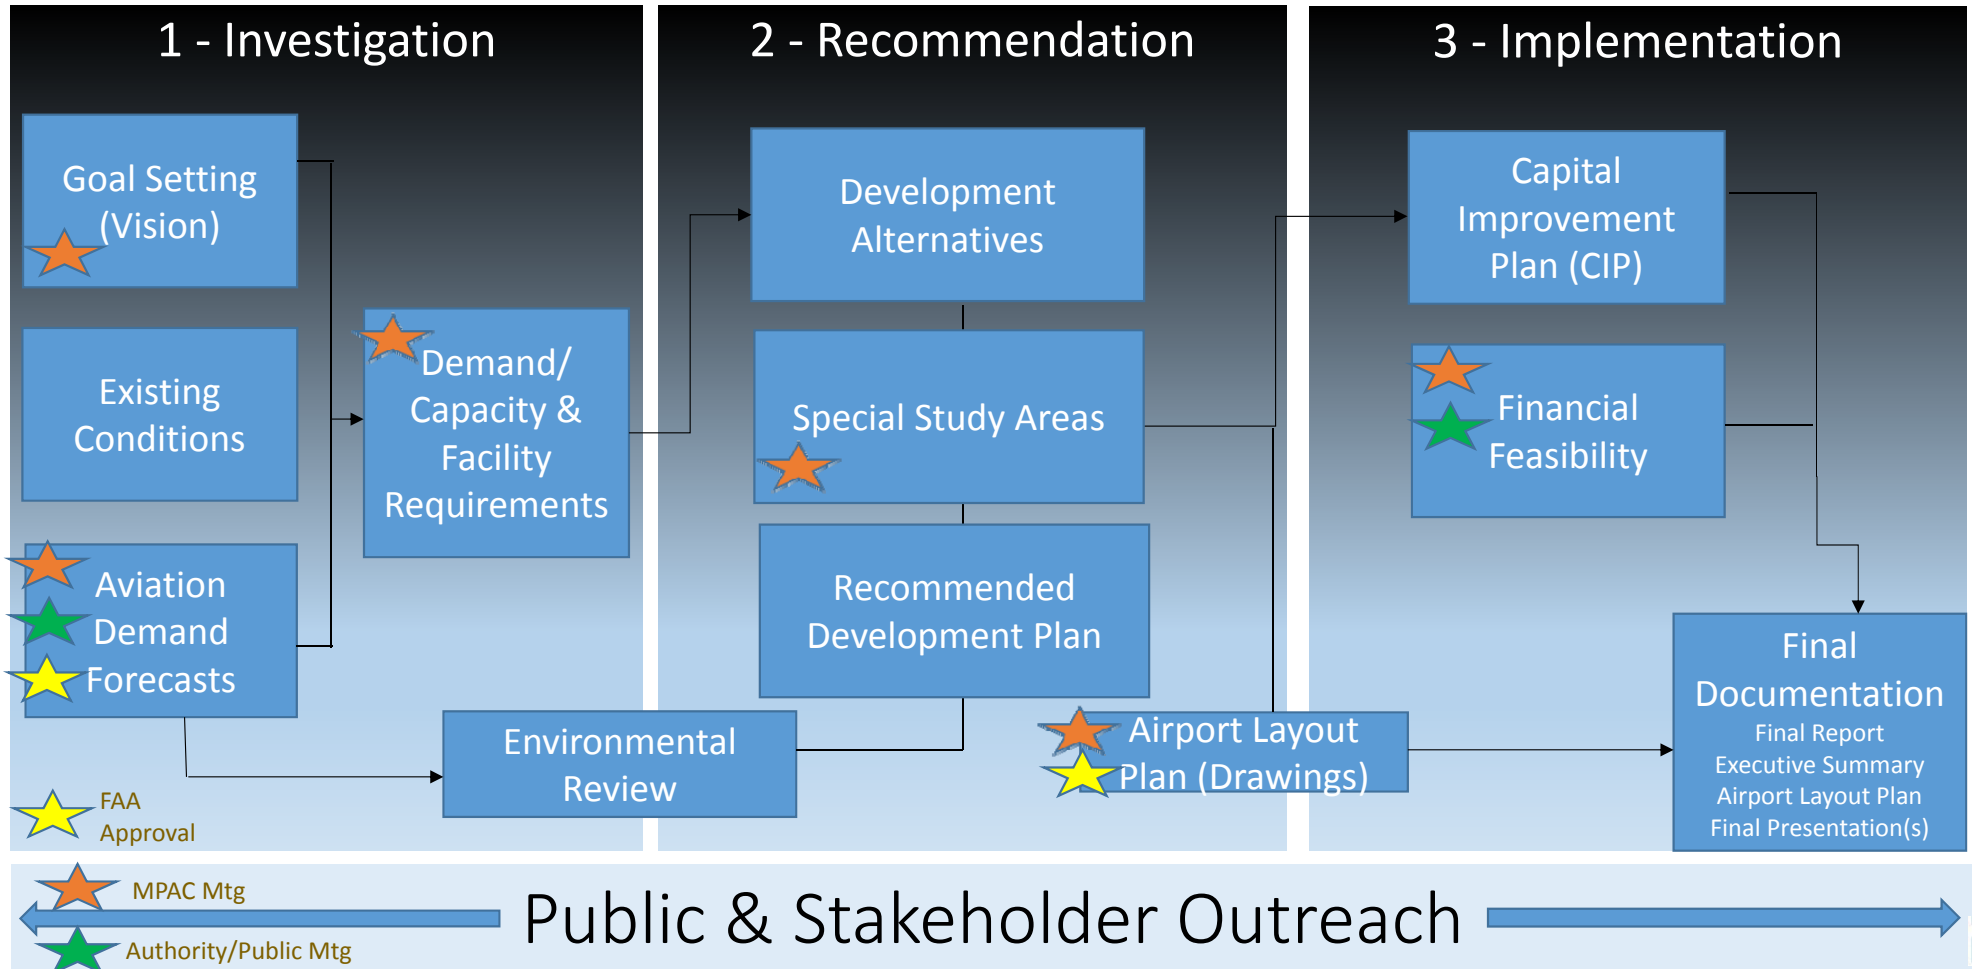 1 - Investigation
Goal Setting
(Vision)
Existing
Conditions
Aviation
Demand
Forecasts
Demand/
Capacity &
Facility
Requirements
Environmental
Review
FAA
Approval
2 - Recommendation
Development
Alternatives
Special Study Areas
Recommended
Development Plan
Airport Layout
Plan (Drawings)
3 - Implementation
Capital
Improvement
Plan (CIP)
Financial
Feasibility
Final
Documentation
Final Report
Executive Summary
Airport Layout Plan
Final Presentation(s)
MPAC Mtg
Public & Stakeholder Outreach
Authority/Public Mtg